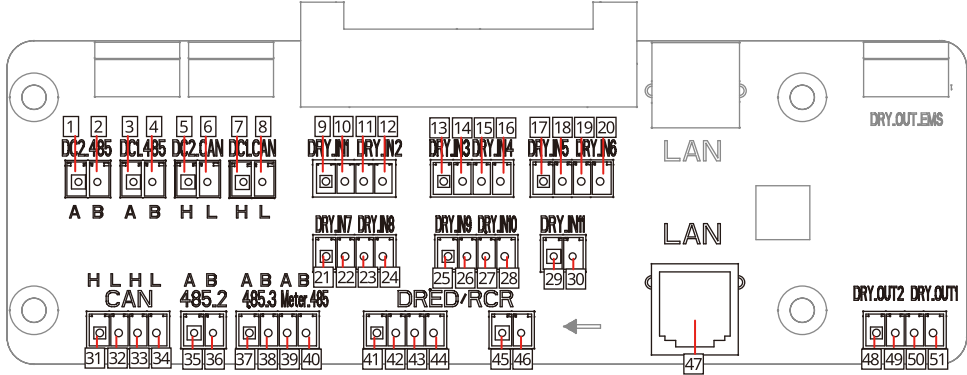 DRY.OUT.EMS
1 2 3 4 5 6 7 8 9 10 11 12 13 14 15 16 17 18 19 20
DC2.485 DC1.485 DC2.CAN DC1.CAN DRY.IN1 DRY.IN2 DRY.IN3 DRY.IN4 DRY.IN5 DRY.IN6 LAN
A B A B H L H L
DRY.IN7 DRY.IN8 DRY.IN9 DRY.IN10 DRY.IN11 LAN
21 22 23 24 25 26 27 28 29 30
H L H L A B A B A B
CAN 485.2 485.3 Meter.485 DRED/RCR DRY.OUT2 DRY.OUT1
31 32 33 34 35 36 37 38 39 40 41 42 43 44 45 46 47 48 49 50 51